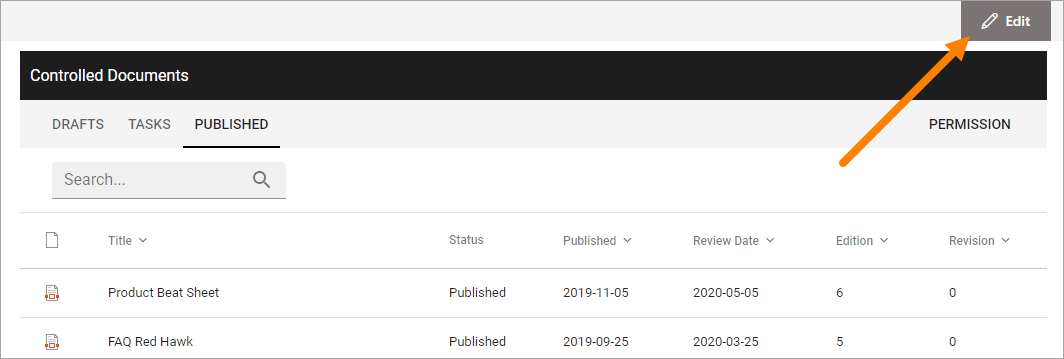 Edit
Controlled Documents
DRAFTS TASKS PUBLISHED PERMISSION
Search...
Title Status Published Review Date Edition Revision
Product Beat Sheet Published 2019-11-05 2020-05-05 6 0
FAQ Red Hawk Published 2019-09-25 2020-03-25 5 0